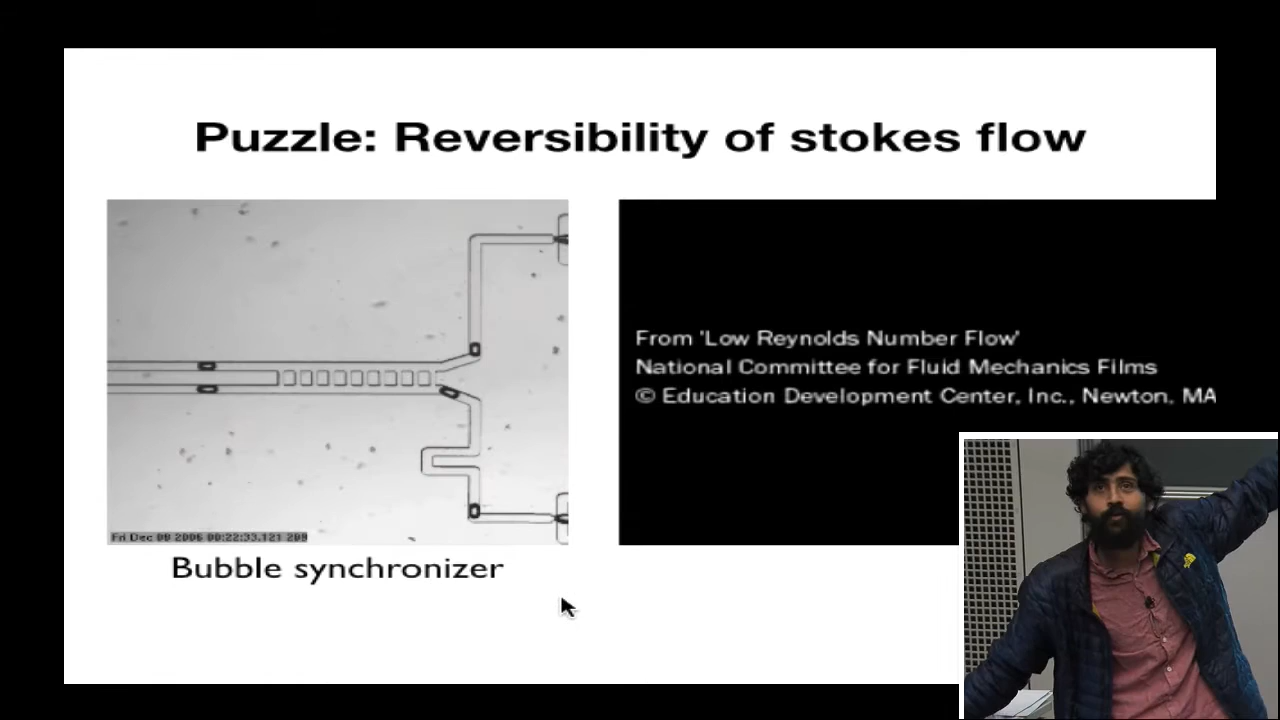 Puzzle: Reversibility of stokes flow
From 'Low Reynolds Number Flow'
National Committee for Fluid Mechanics Films
© Education Development Center, Inc., Newton, MA
Fri Dec 08 2006 00:22:33.121
Bubble synchronizer